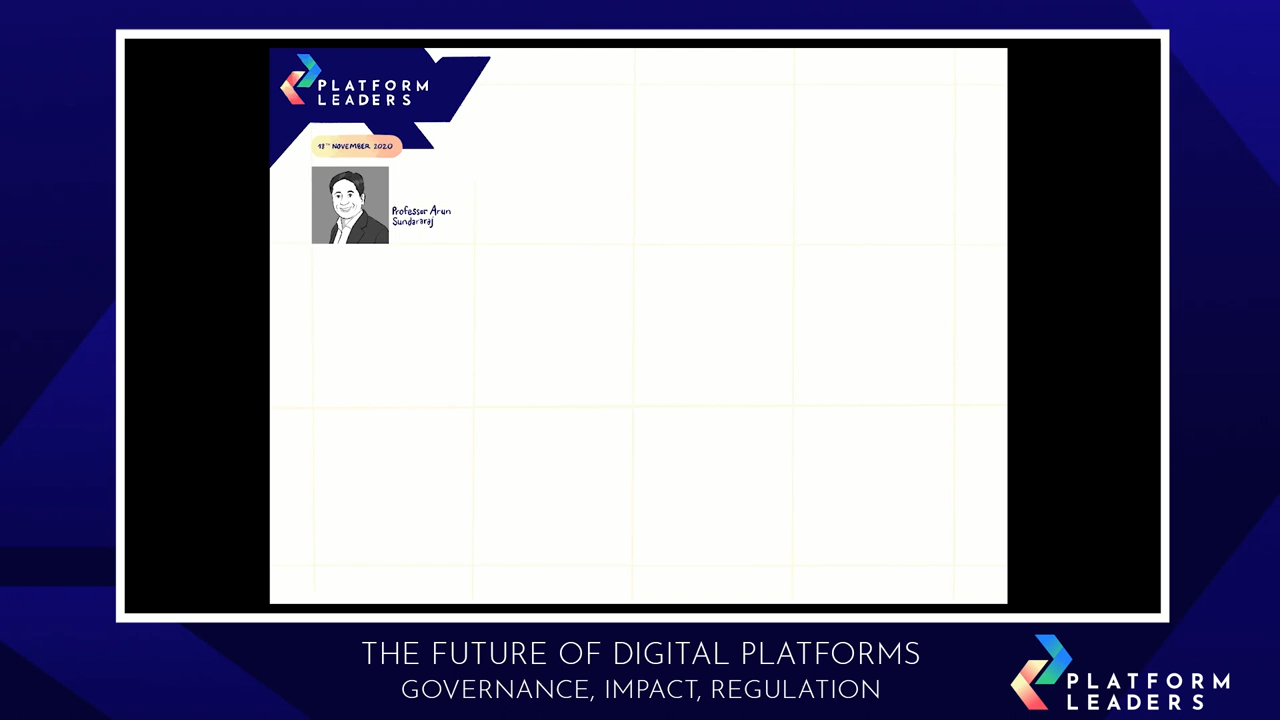 PLATFORM
LEADERS
18TH NOVEMBER 2020
Professor Arun
Sundararaj
THE FUTURE OF DIGITAL PLATFORMS
GOVERNANCE, IMPACT, REGULATION
PLATFORM
LEADERS